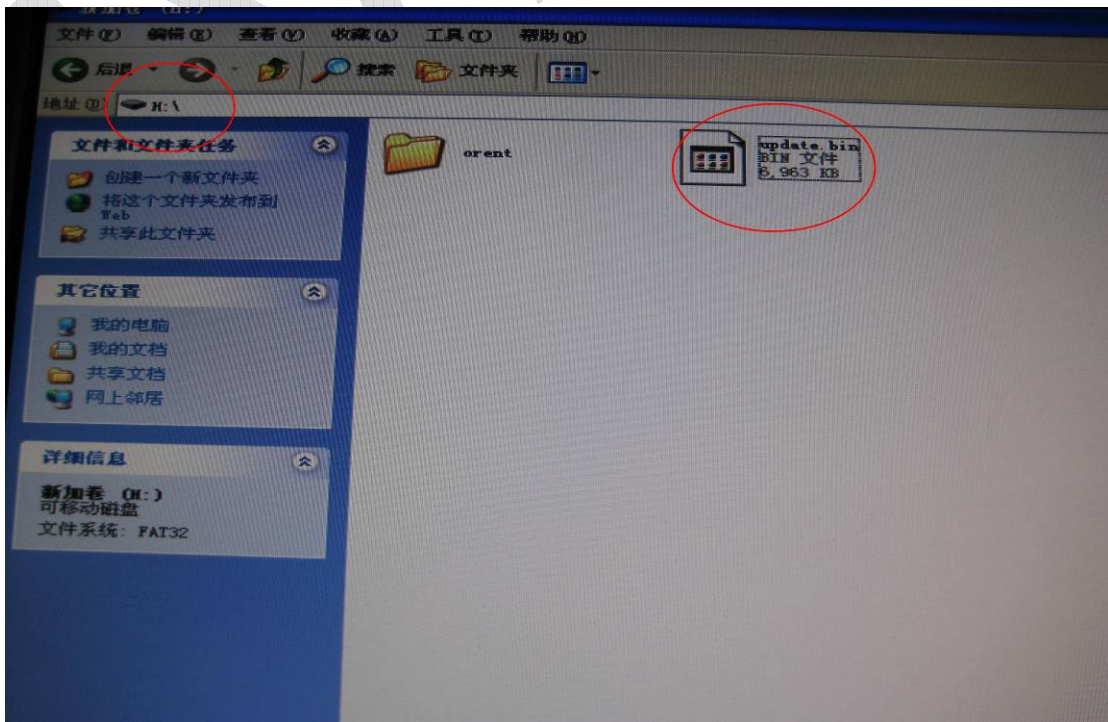 新加卷 (H:)
文件(F) 编辑(E) 查看(V) 收藏(A) 工具(T) 帮助(H)
后退 搜索 文件夹
地址(D) H:\
文件和文件夹任务
创建一个新文件夹
将这个文件夹发布到
Web
共享此文件夹
其它位置
我的电脑
我的文档
共享文档
网上邻居
详细信息
新加卷 (H:)
可移动磁盘
文件系统: FAT32
orent
update.bin
BIN 文件
6,963 KB